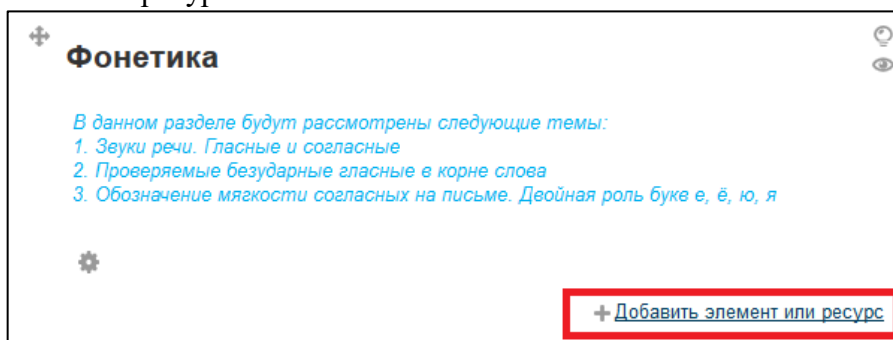 Фонетика
В данном разделе будут рассмотрены следующие темы:
1. Звуки речи. Гласные и согласные
2. Проверяемые безударные гласные в корне слова
3. Обозначение мягкости согласных на письме. Двойная роль букв е, ё, ю, я
Добавить элемент или ресурс